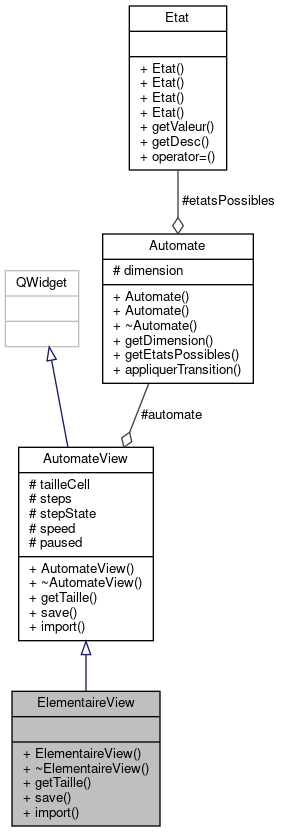 Etat
+ Etat()
+ Etat()
+ Etat()
+ Etat()
+ getValeur()
+ getDesc()
+ operator=()
#etatsPossibles
Automate
# dimension
+ Automate()
+ Automate()
+ ~Automate()
+ getDimension()
+ getEtatsPossibles()
+ appliquerTransition()
QWidget
#automate
AutomateView
# tailleCell
# steps
# stepState
# speed
# paused
+ AutomateView()
+ ~AutomateView()
+ getTaille()
+ save()
+ import()
ElementaireView
+ ElementaireView()
+ ~ElementaireView()
+ getTaille()
+ save()
+ import()